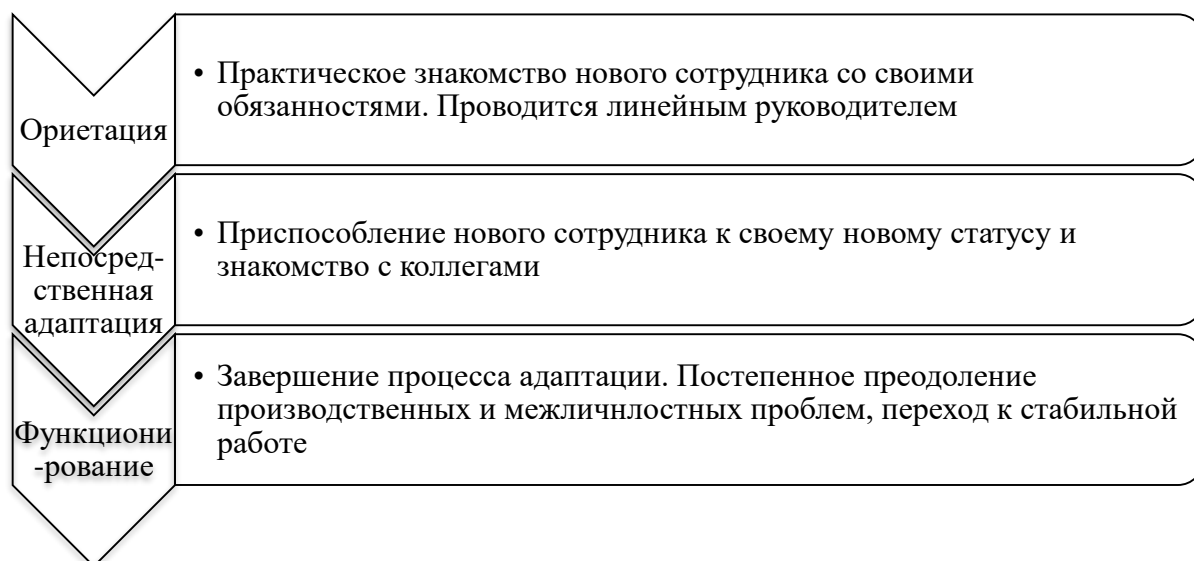 Ориетация
• Практическое знакомство нового сотрудника со своими
обязанностями. Проводится линейным руководителем
Непосред-
ственная
адаптация
• Приспособление нового сотрудника к своему новому статусу и
знакомство с коллегами
Функциони
-рование
• Завершение процесса адаптации. Постепенное преодоление
производственных и межличнлостных проблем, переход к стабильной
работе